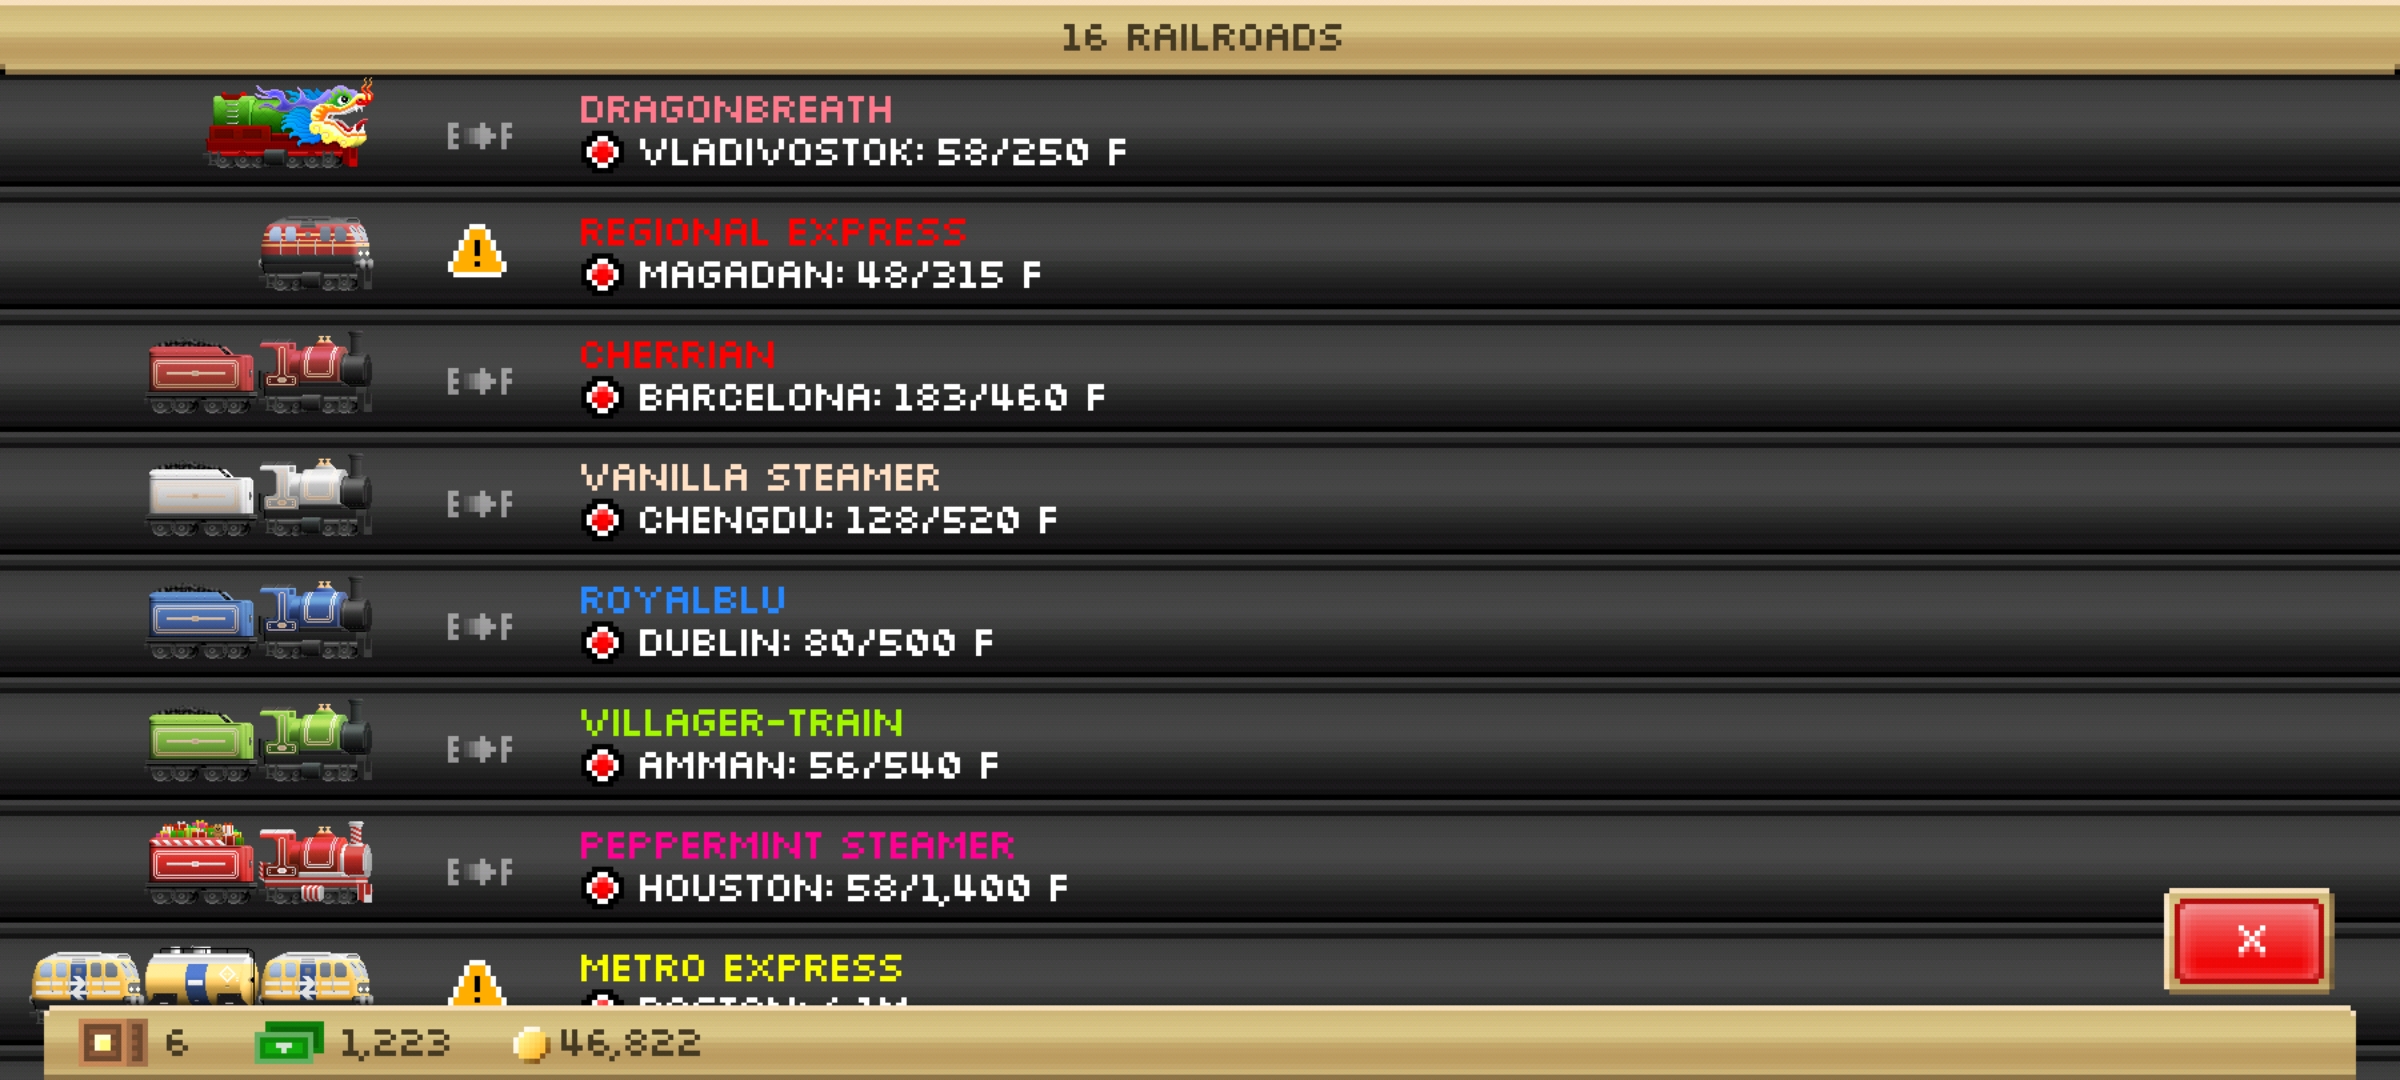 16 RAILROADS
E F
DRAGONBREATH
VLADIVOSTOK: 58/250 F
REGIONAL EXPRESS
MAGADAN: 48/315 F
E F
CHERRIAN
BARCELONA: 183/460 F
E F
VANILLA STEAMER
CHENGDU: 128/520 F
E F
ROYALBLU
DUBLIN: 80/500 F
E F
VILLAGER-TRAIN
AMMAN: 56/540 F
E F
PEPPERMINT STEAMER
HOUSTON: 58/1,400 F
X
METRO EXPRESS
6 1,223 46,822